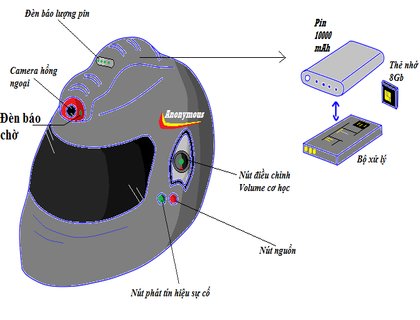 Đèn báo lượng pin
Camera hồng
ngoại
Đèn báo
chờ
Anonymous
Pin
10000
mAh
Thẻ nhớ
8Gb
Bộ xử lý
Nút điều chỉnh
Volume cơ học
Nút nguồn
Nút phát tín hiệu sự cố